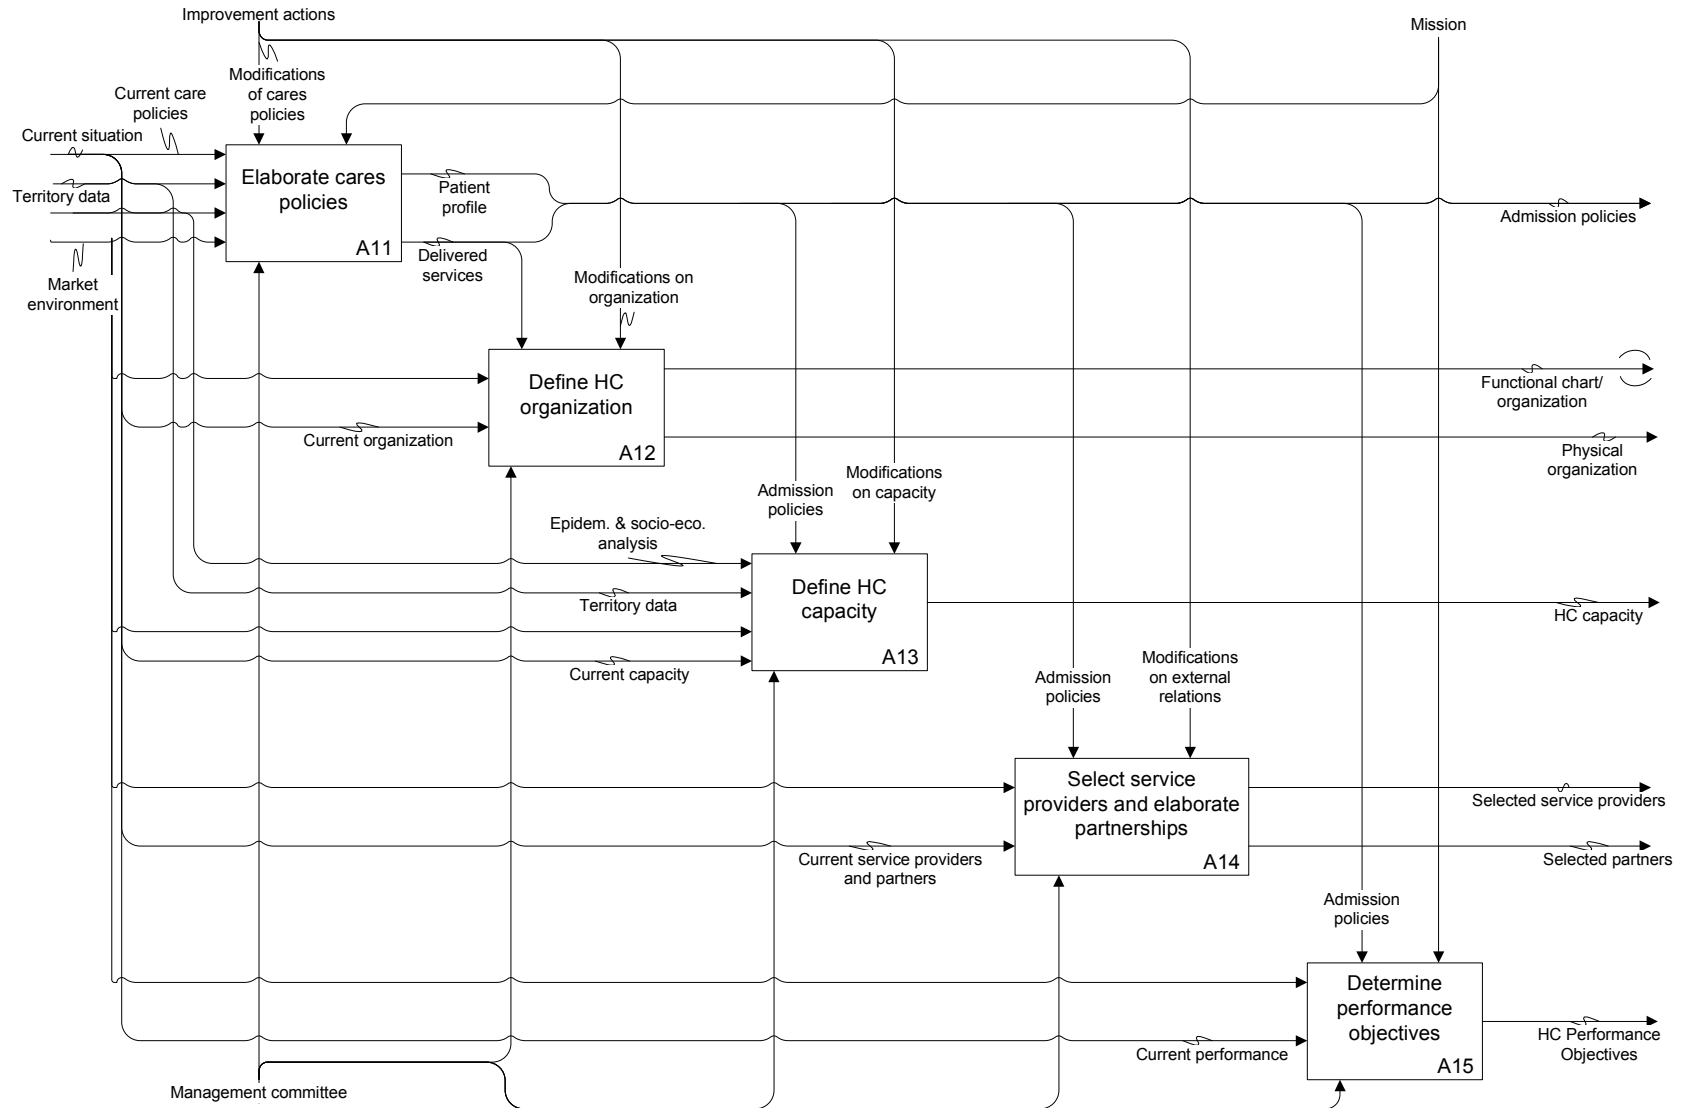 Improvement actions
Mission
Modifications
of cares
policies
Current care
policies
Current situation
Elaborate cares
policies
A11
Patient
profile
Territory data
Admission policies
Delivered
services
Market
environment
Modifications on
organization
Define HC
organization
A12
Functional chart/
organization
Current organization
Physical
organization
Modifications
on capacity
Admission
policies
Epidem. & socio-eco.
analysis
Define HC
capacity
A13
Territory data
HC capacity
Current capacity
Modifications
on external
relations
Admission
policies
Select service
providers and elaborate
partnerships
A14
Selected service providers
Current service providers
and partners
Selected partners
Admission
policies
Determine
performance
objectives
A15
HC Performance
Objectives
Current performance
Management committee